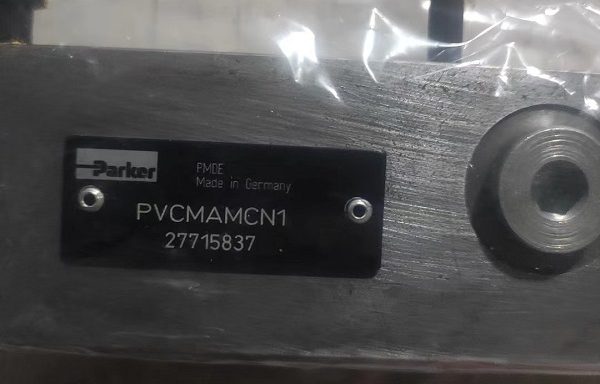 Parker
PMDE
Made in Germany
PVCMAMCN1
27715837